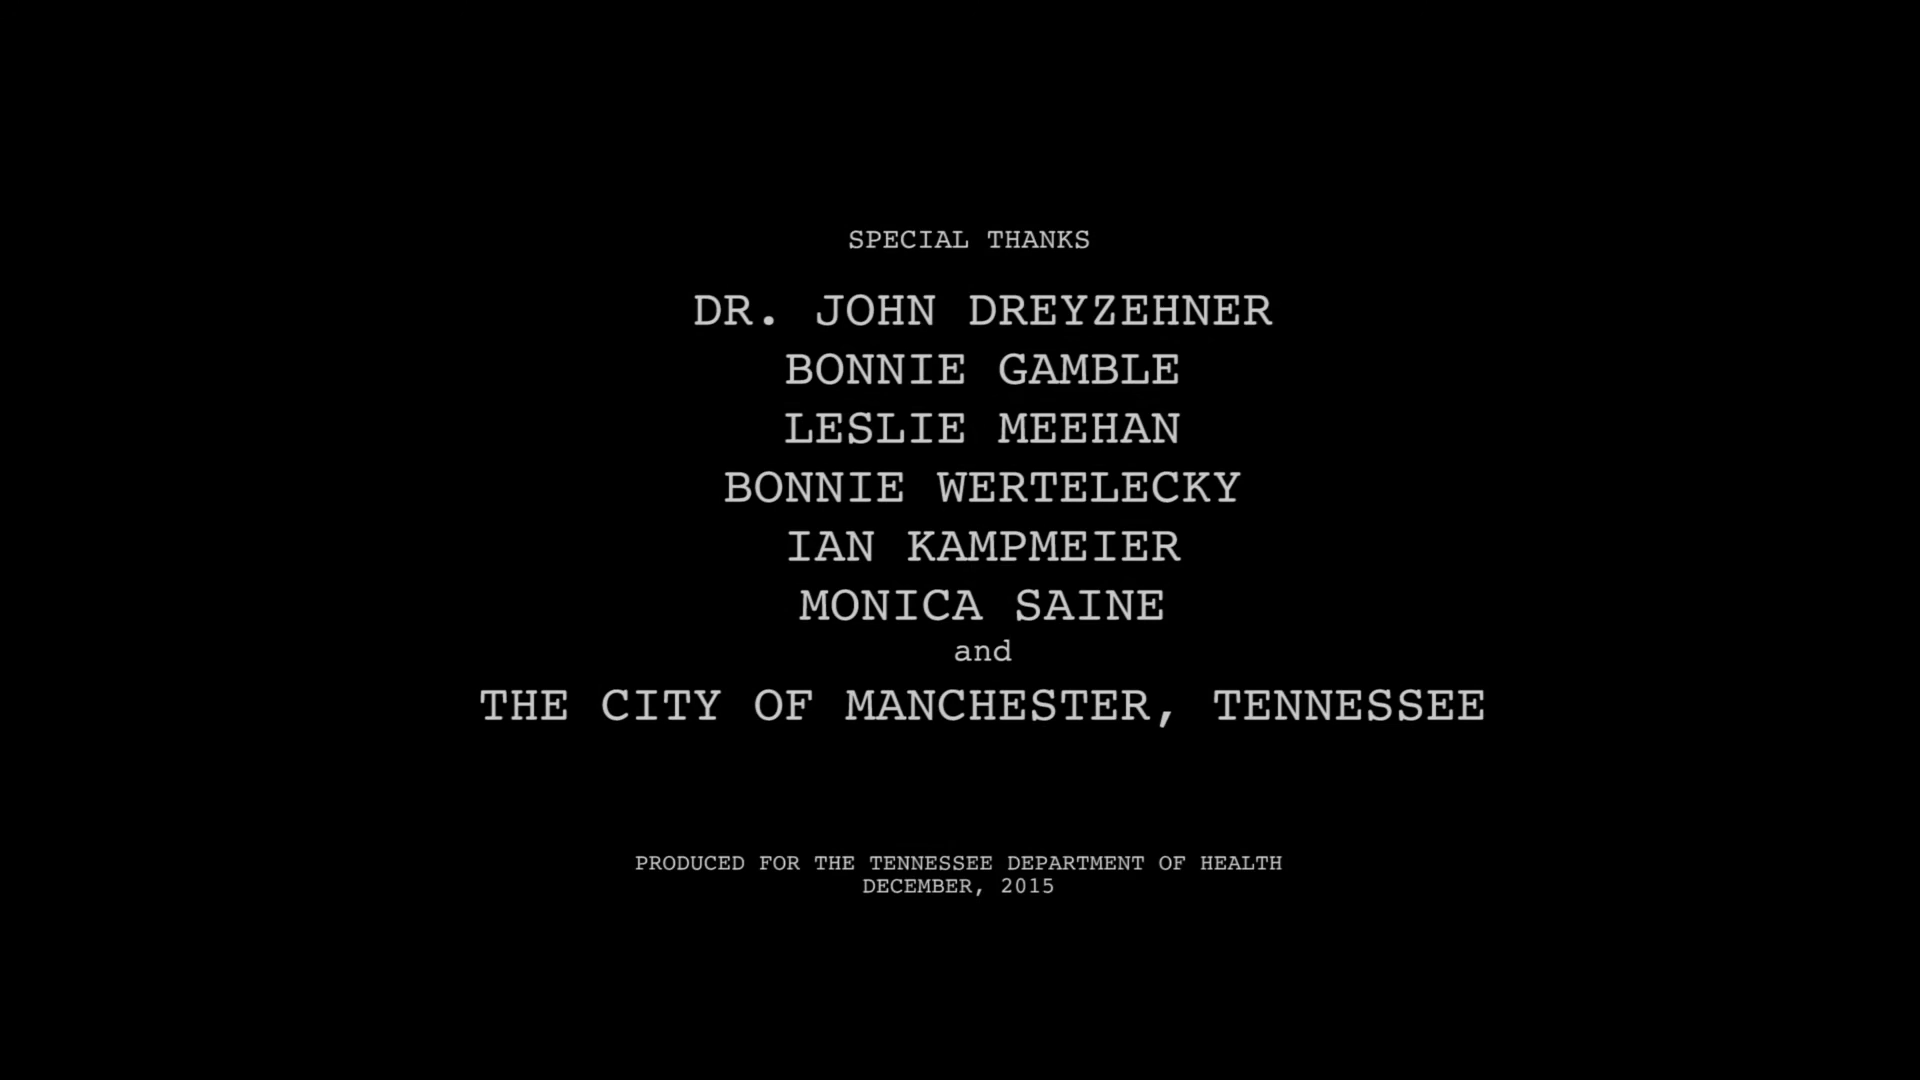 SPECIAL THANKS
DR. JOHN DREYZEHNER
BONNIE GAMBLE
LESLIE MEEHAN
BONNIE WERTELECKY
IAN KAMPMEIER
MONICA SAINE
and
THE CITY OF MANCHESTER, TENNESSEE
PRODUCED FOR THE TENNESSEE DEPARTMENT OF HEALTH
DECEMBER, 2015